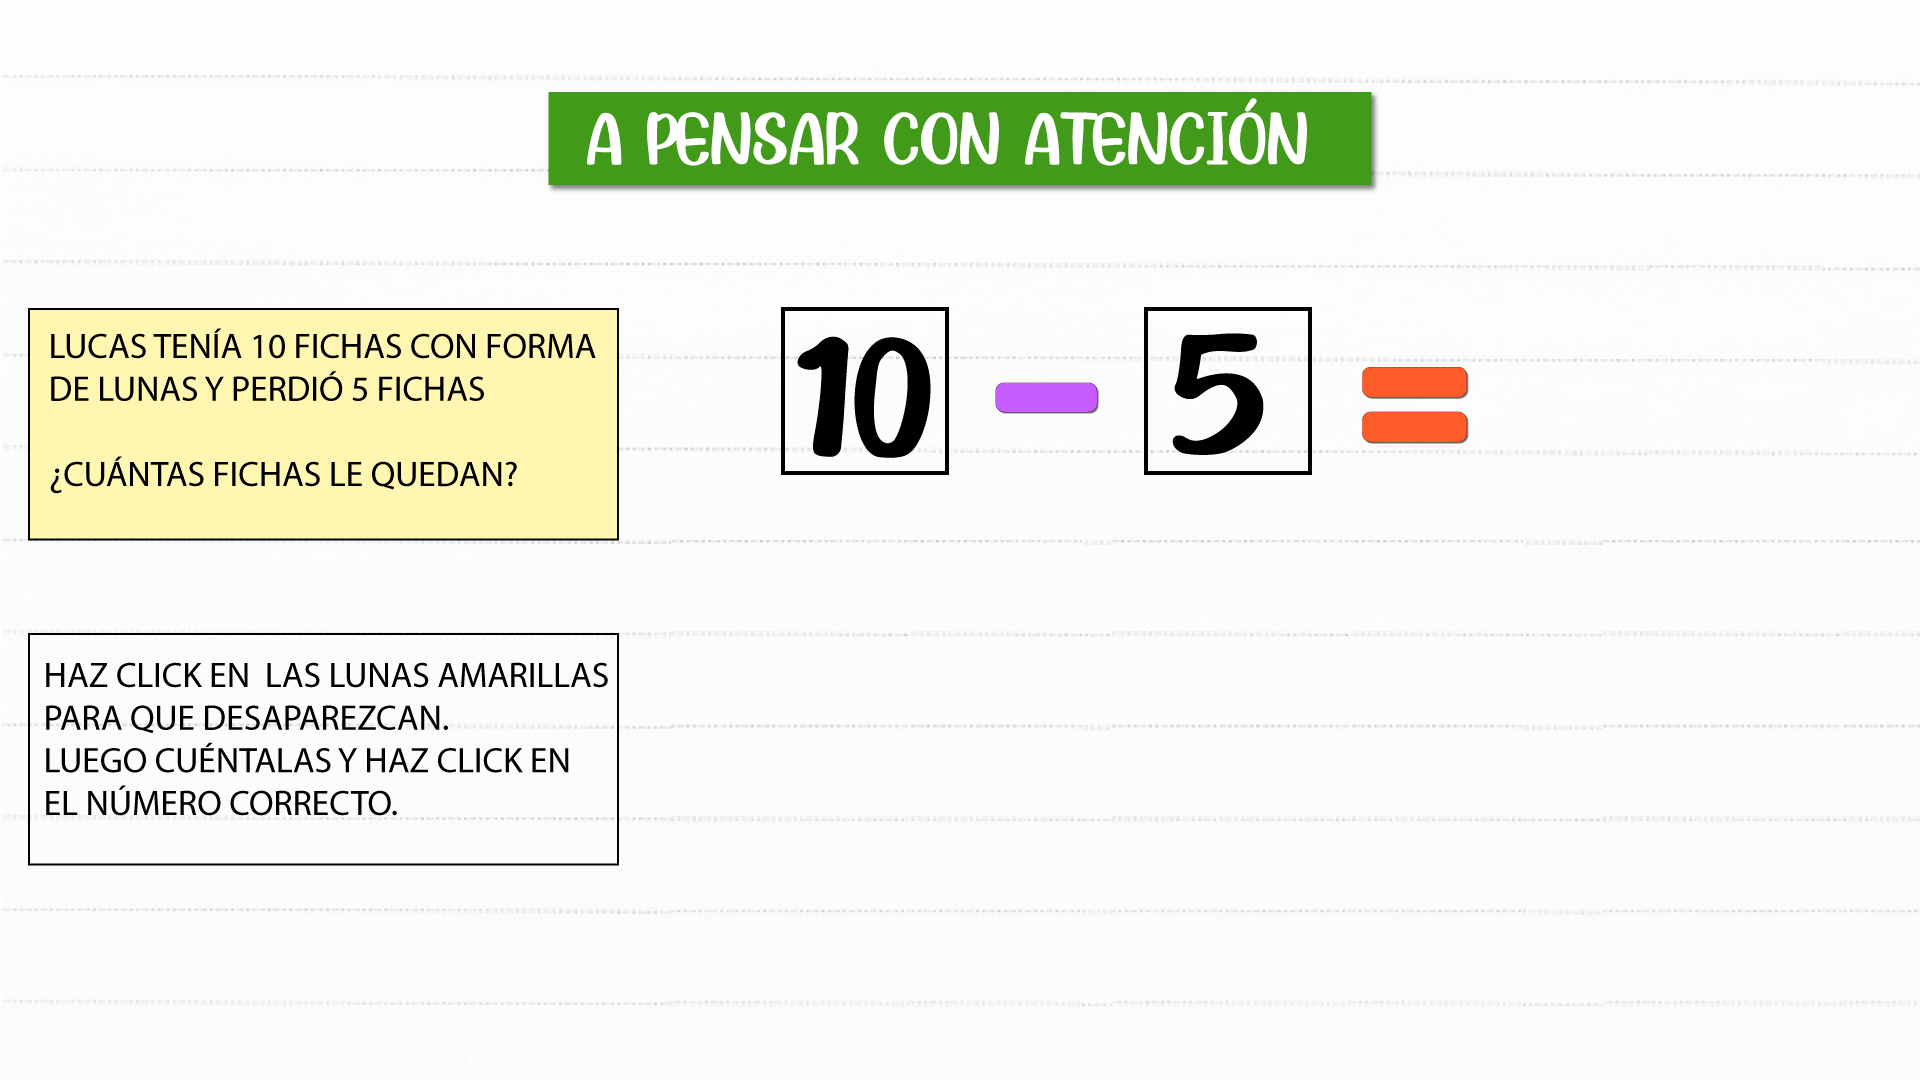 A PENSAR CON ATENCIÓN
LUCAS TENÍA 10 FICHAS CON FORMA
DE LUNAS Y PERDIÓ 5 FICHAS
¿CUÁNTAS FICHAS LE QUEDAN?
10 - 5 =
HAZ CLICK EN  LAS LUNAS AMARILLAS
PARA QUE DESAPAREZCAN.
LUEGO CUÉNTALAS Y HAZ CLICK EN
EL NÚMERO CORRECTO.